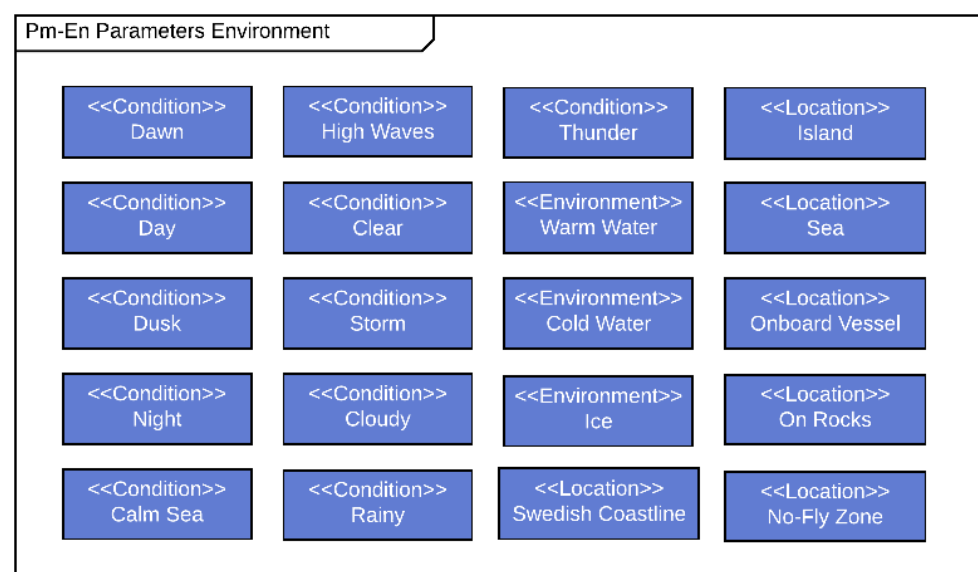 Pm-En Parameters Environment
<<Condition>>
Dawn
<<Condition>>
High Waves
<<Condition>>
Thunder
<<Location>>
Island
<<Condition>>
Day
<<Condition>>
Clear
<<Environment>>
Warm Water
<<Location>>
Sea
<<Condition>>
Dusk
<<Condition>>
Storm
<<Environment>>
Cold Water
<<Location>>
Onboard Vessel
<<Condition>>
Night
<<Condition>>
Cloudy
<<Environment>>
Ice
<<Location>>
On Rocks
<<Condition>>
Calm Sea
<<Condition>>
Rainy
<<Location>>
Swedish Coastline
<<Location>>
No-Fly Zone